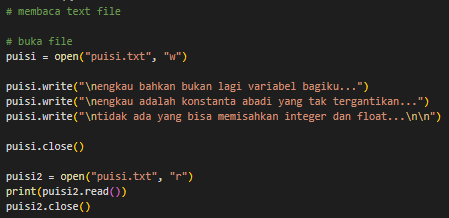 # membaca text file
# buka file
puisi = open("puisi.txt", "w")
puisi.write("\nengkau bahkan bukan lagi variabel bagiku...")
puisi.write("\nengkau adalah konstanta abadi yang tak tergantikan...")
puisi.write("\ntidak ada yang bisa memisahkan integer dan float...\n\n")
puisi.close()
puisi2 = open("puisi.txt", "r")
print(puisi2.read())
puisi2.close()